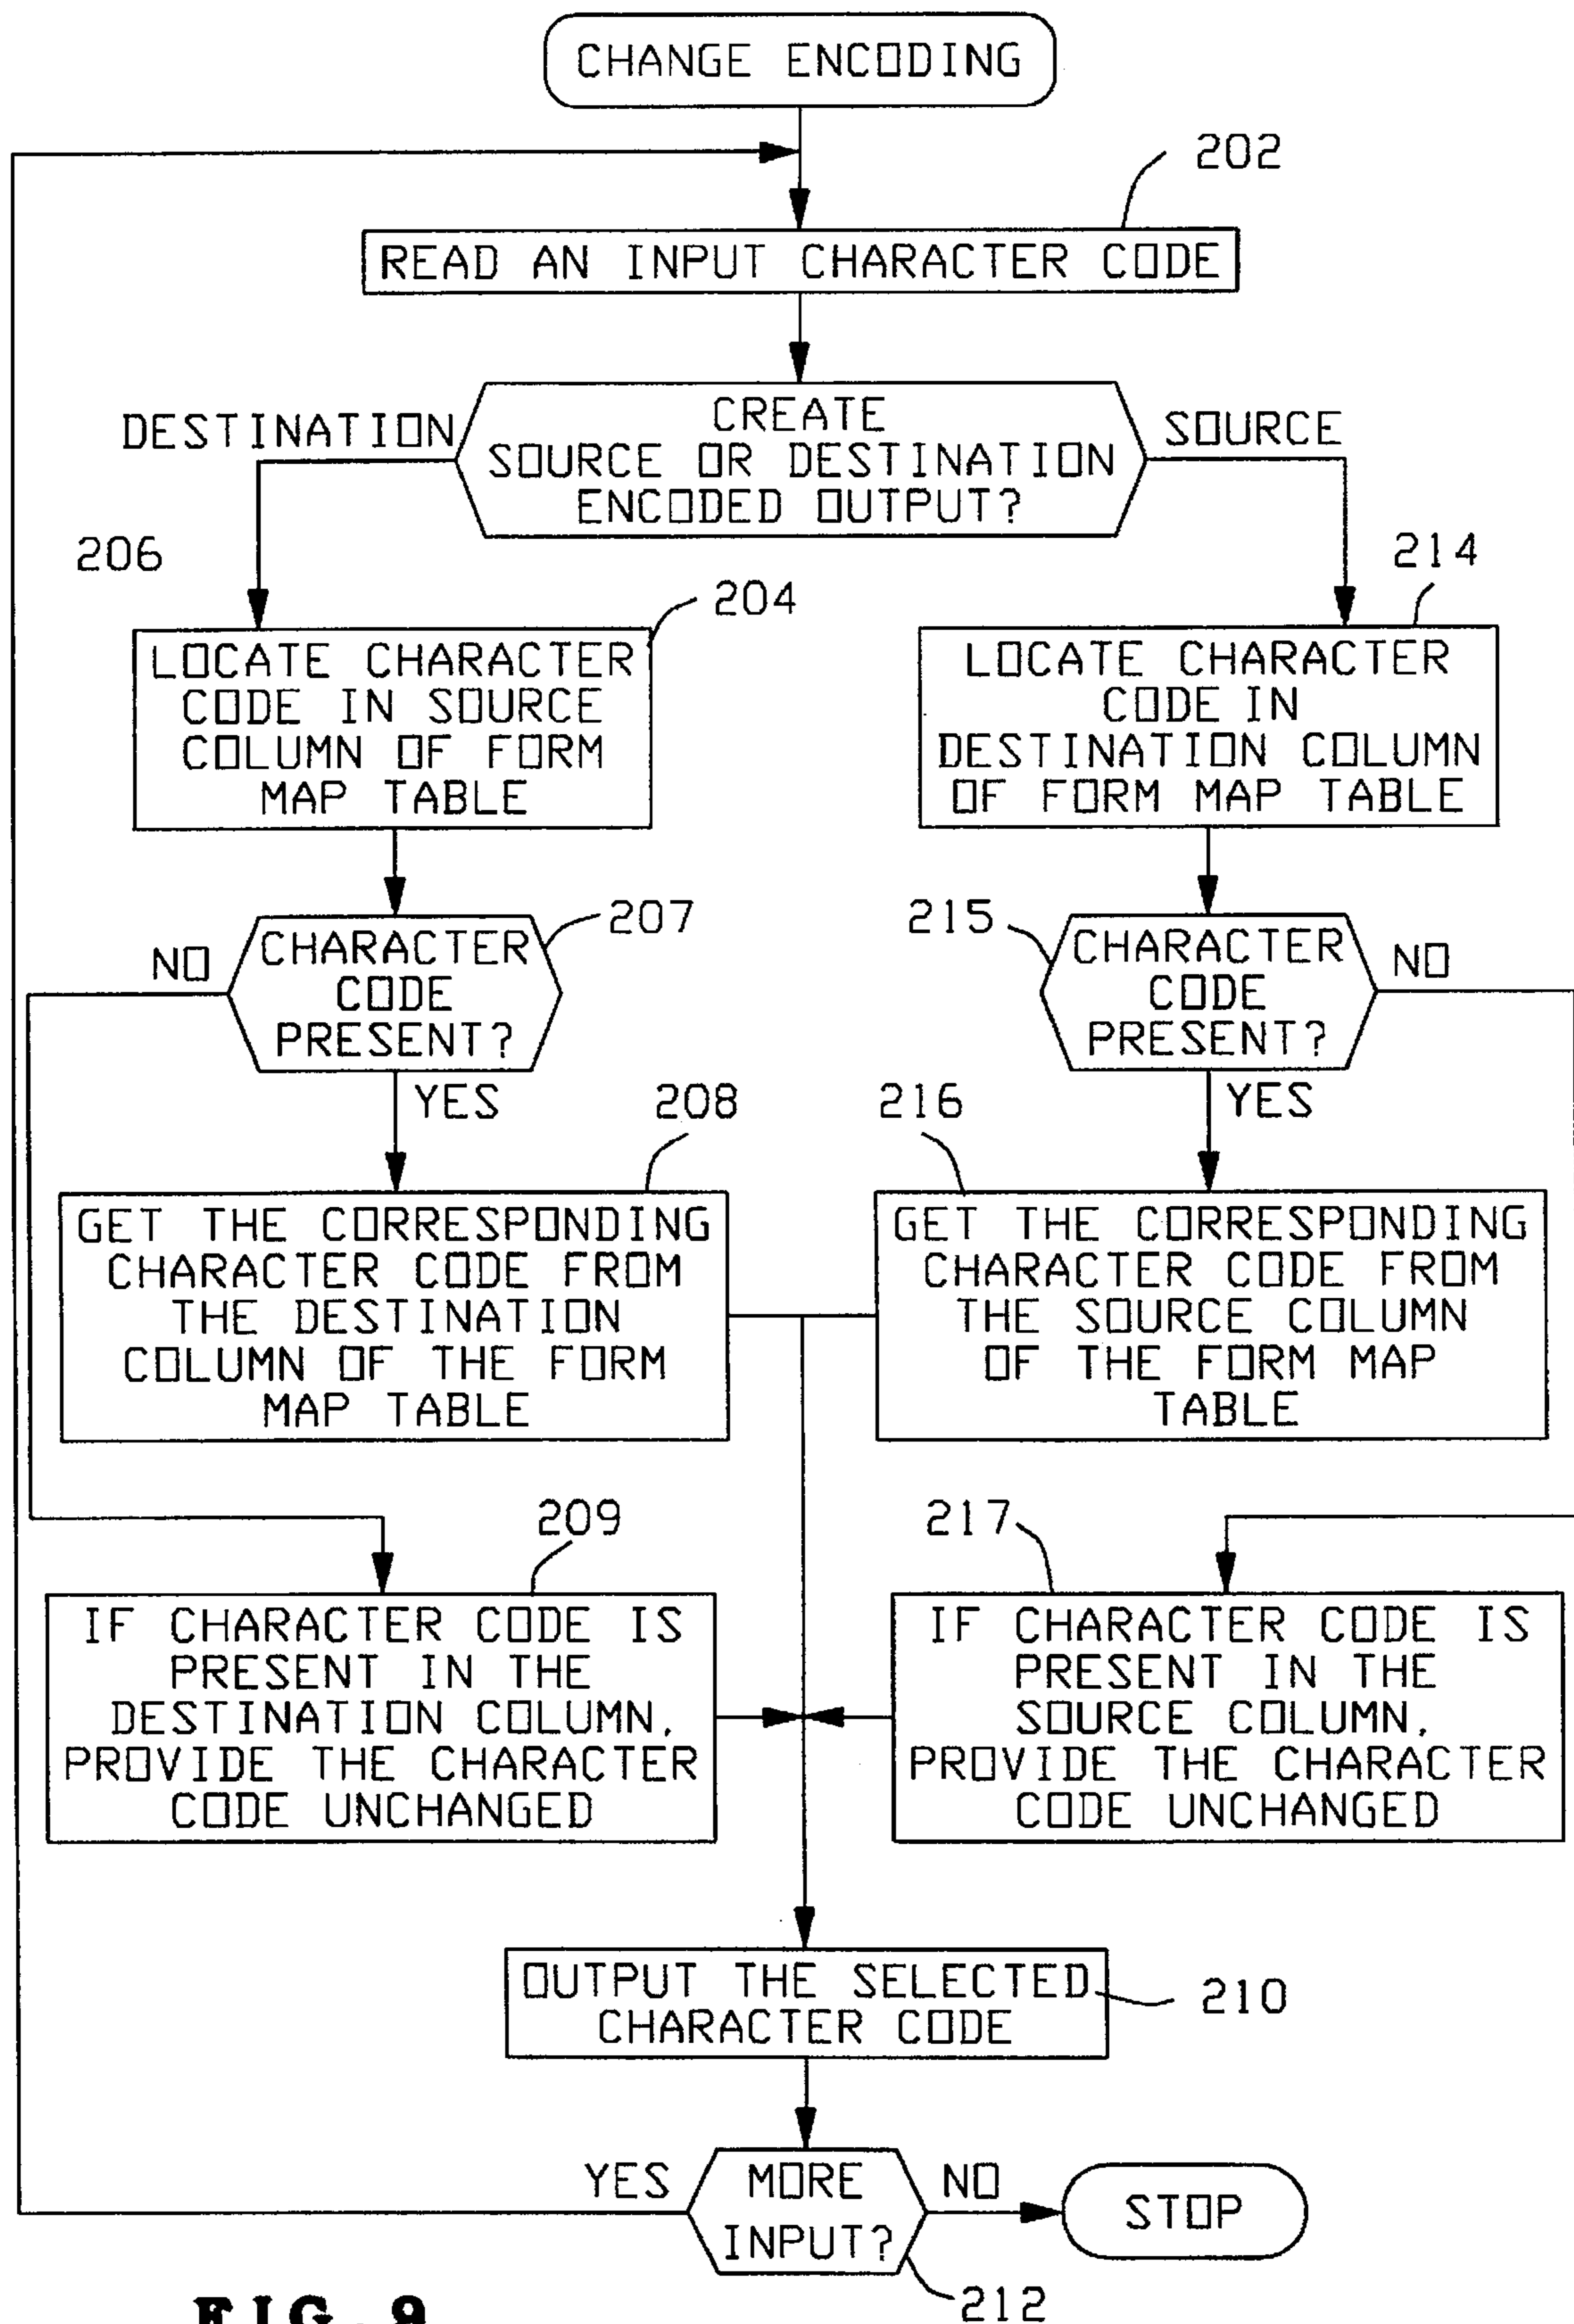 CHANGE ENCODING
202
READ AN INPUT CHARACTER CODE
DESTINATION
CREATE
SOURCE OR DESTINATION
ENCODED OUTPUT?
SOURCE
206
204
214
LOCATE CHARACTER
CODE IN SOURCE
COLUMN OF FORM
MAP TABLE
LOCATE CHARACTER
CODE IN
DESTINATION COLUMN
OF FORM MAP TABLE
NO
CHARACTER
CODE
PRESENT?
207
215
CHARACTER
CODE
PRESENT?
NO
YES
208
216
YES
GET THE CORRESPONDING
CHARACTER CODE FROM
THE DESTINATION
COLUMN OF THE FORM
MAP TABLE
GET THE CORRESPONDING
CHARACTER CODE FROM
THE SOURCE COLUMN
OF THE FORM MAP
TABLE
209
217
IF CHARACTER CODE IS
PRESENT IN THE
DESTINATION COLUMN,
PROVIDE THE CHARACTER
CODE UNCHANGED
IF CHARACTER CODE IS
PRESENT IN THE
SOURCE COLUMN,
PROVIDE THE CHARACTER
CODE UNCHANGED
OUTPUT THE SELECTED
CHARACTER CODE
210
YES
MORE
INPUT?
NO
STOP
212
FIG. 9